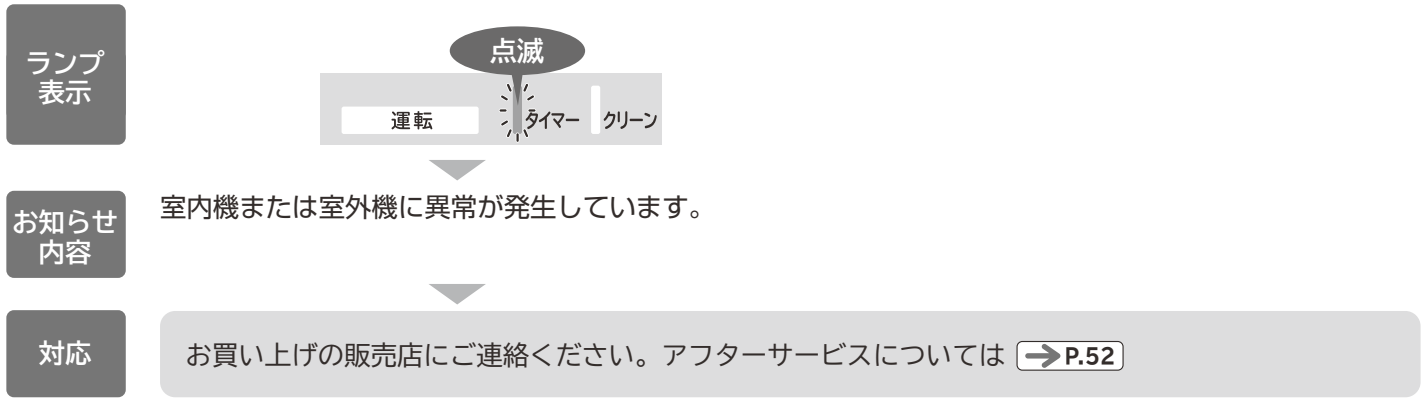 ランプ
表示
点滅
運転
タイマー
クリーン
お知らせ
内容
室内機または室外機に異常が発生しています。
対応
お買い上げの販売店にご連絡ください。アフターサービスについては P.52